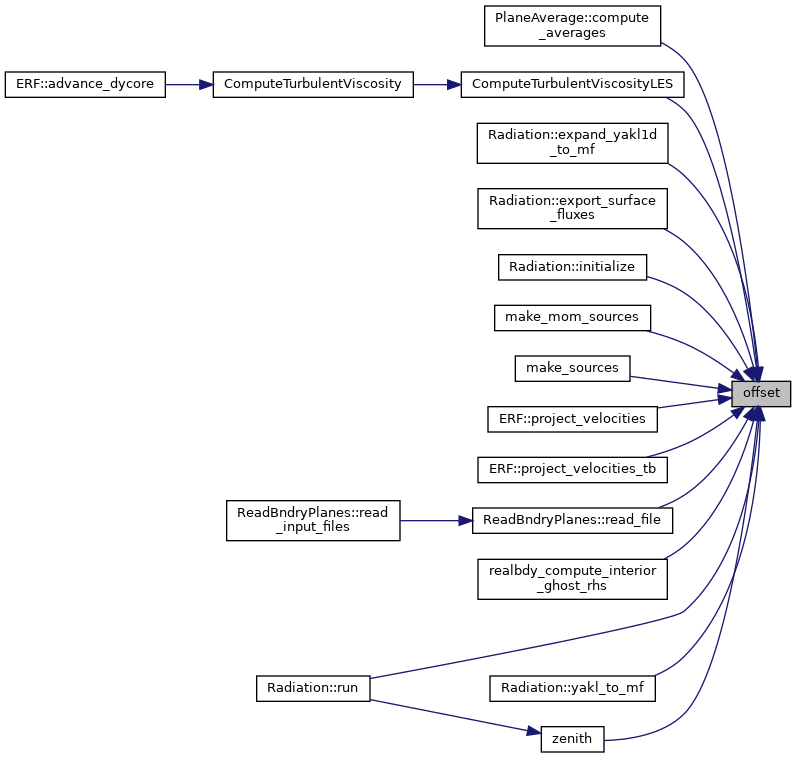 PlaneAverage::compute
_averages
ERF::advance_dycore
ComputeTurbulentViscosity
ComputeTurbulentViscosityLES
Radiation::expand_yakl1d
_to_mf
Radiation::export_surface
_fluxes
Radiation::initialize
make_mom_sources
make_sources
offset
ERF::project_velocities
ERF::project_velocities_tb
ReadBndryPlanes::read
_input_files
ReadBndryPlanes::read_file
realbdy_compute_interior
_ghost_rhs
Radiation::run
Radiation::yakl_to_mf
zenith